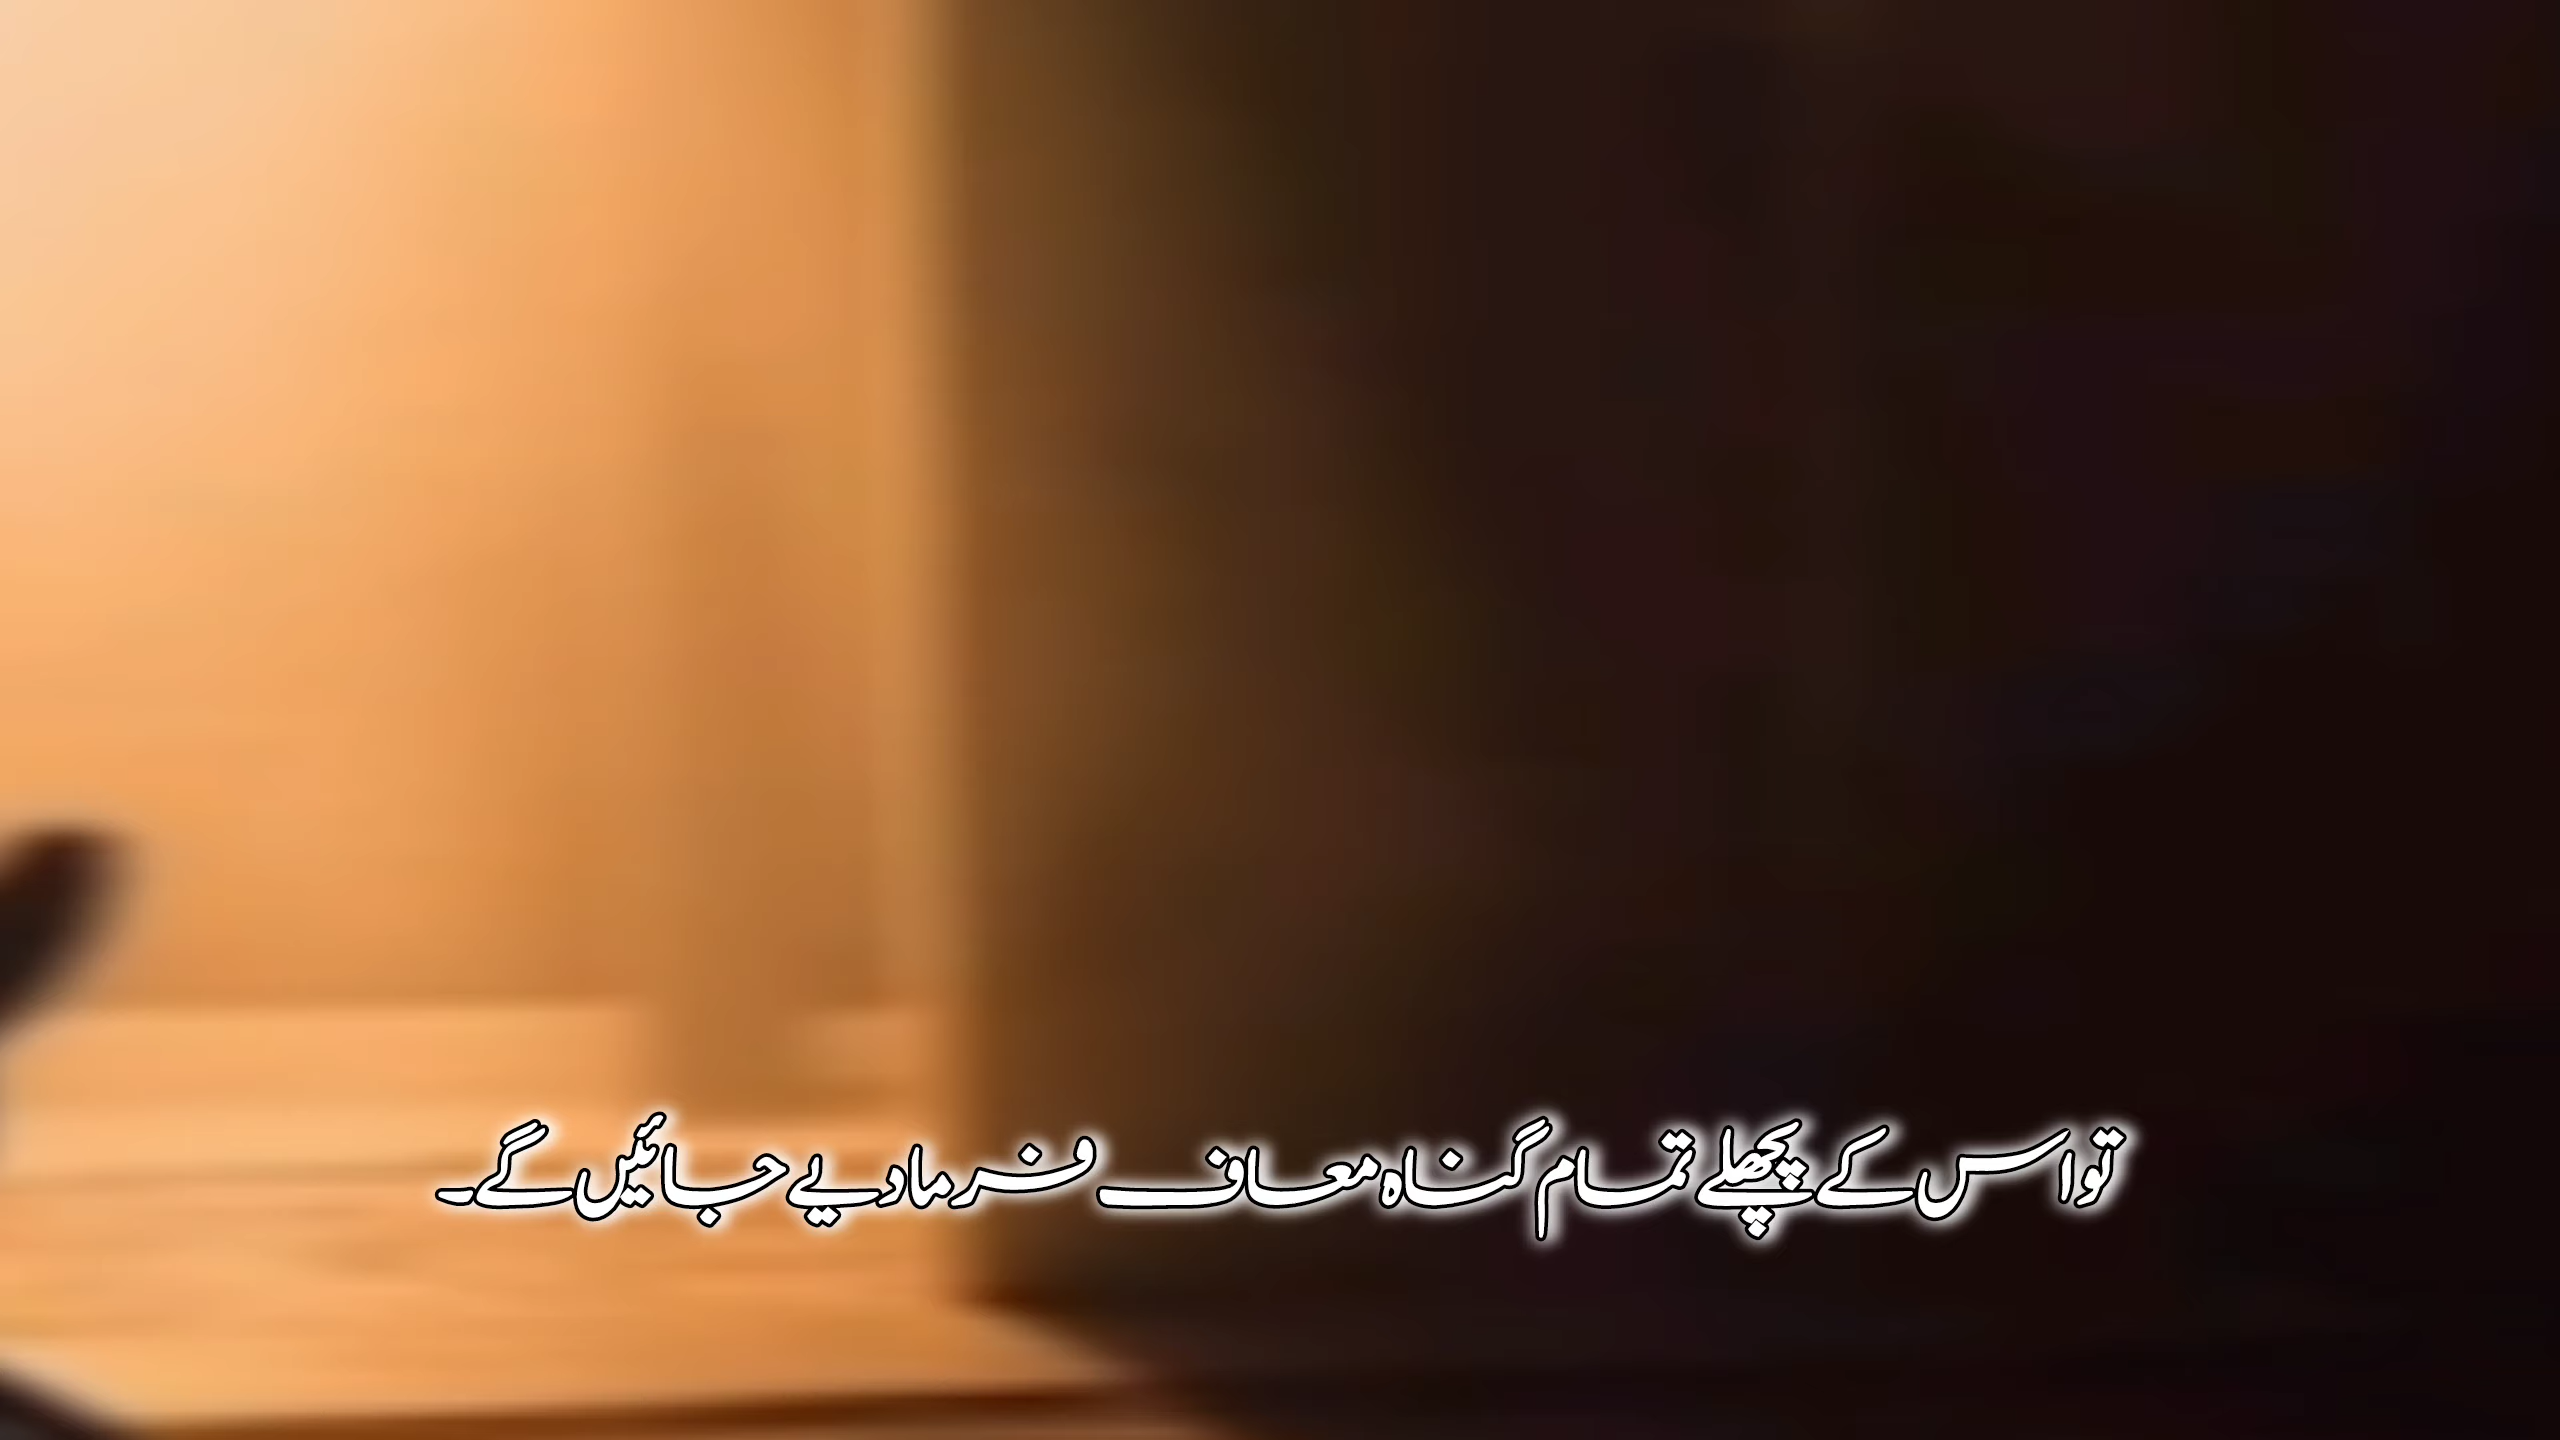 تو اس کے پچھلے تمام گناہ معاف فرما دیے جائیں گے۔